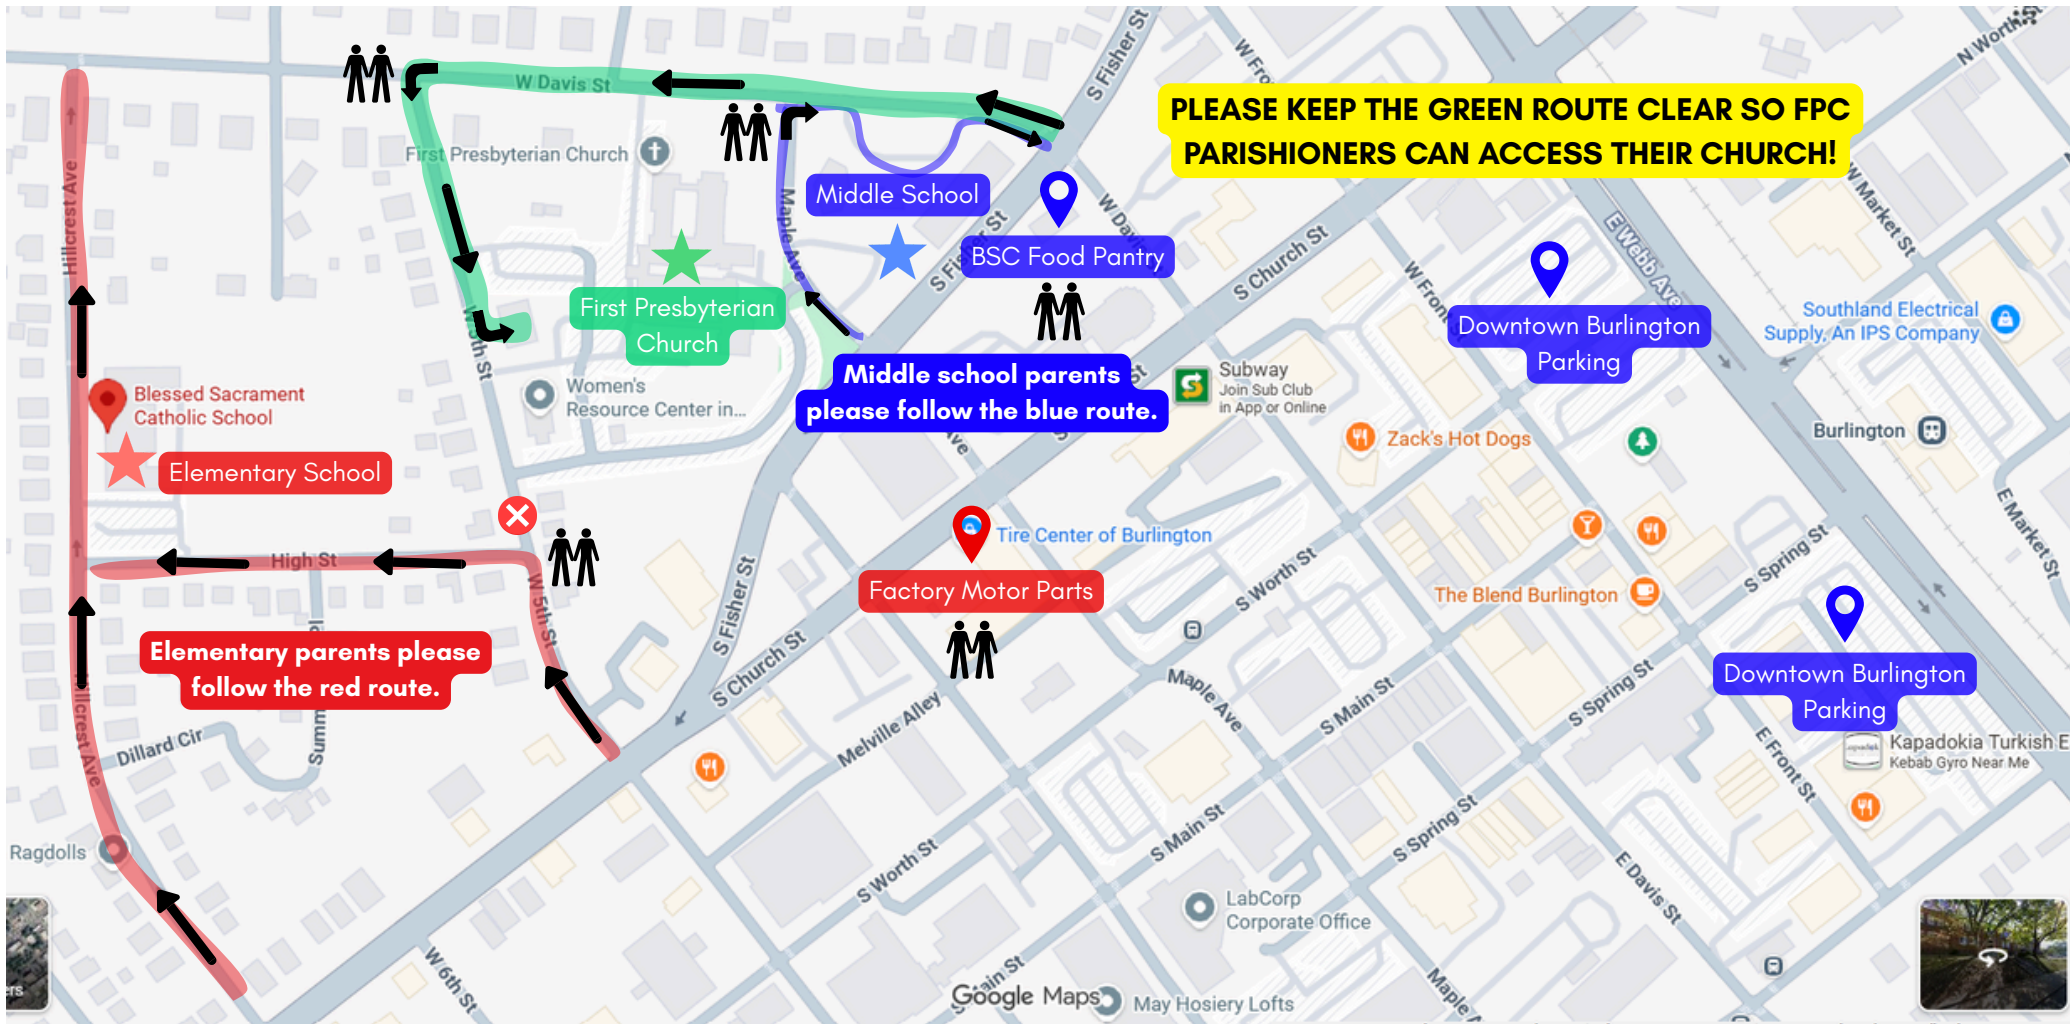 PLEASE KEEP THE GREEN ROUTE CLEAR SO FPC
PARISHIONERS CAN ACCESS THEIR CHURCH!
S Fisher St
W Davis St
First Presbyterian Church
Hillcrest Ave
Middle School
Maple Ave
S Fisher St
BSC Food Pantry
S Church St
E Webb Ave
W Market St
W Front
First Presbyterian
Church
W 5th St
Downtown Burlington
Parking
Southland Electrical
Supply, An IPS Company
Middle school parents
please follow the blue route.
Subway
Join Sub Club
in App or Online
Blessed Sacrament
Catholic School
Women's
Resource Center in...
Zack's Hot Dogs
Burlington
Elementary School
E Market St
Tire Center of Burlington
Factory Motor Parts
High St
W 5th St
S Fisher St
S Worth St
The Blend Burlington
S Spring St
Elementary parents please
follow the red route.
S Church St
Maple Ave
S Main St
S Spring St
Downtown Burlington
Parking
Hillcrest Ave
Dillard Cir
Melville Alley
E Front St
Kapadokia Turkish E
Kebab Gyro Near Me
Ragdolls
S Worth St
S Main St
S Spring St
E Davis St
LabCorp
Corporate Office
W 6th St
Google Maps
May Hosiery Lofts